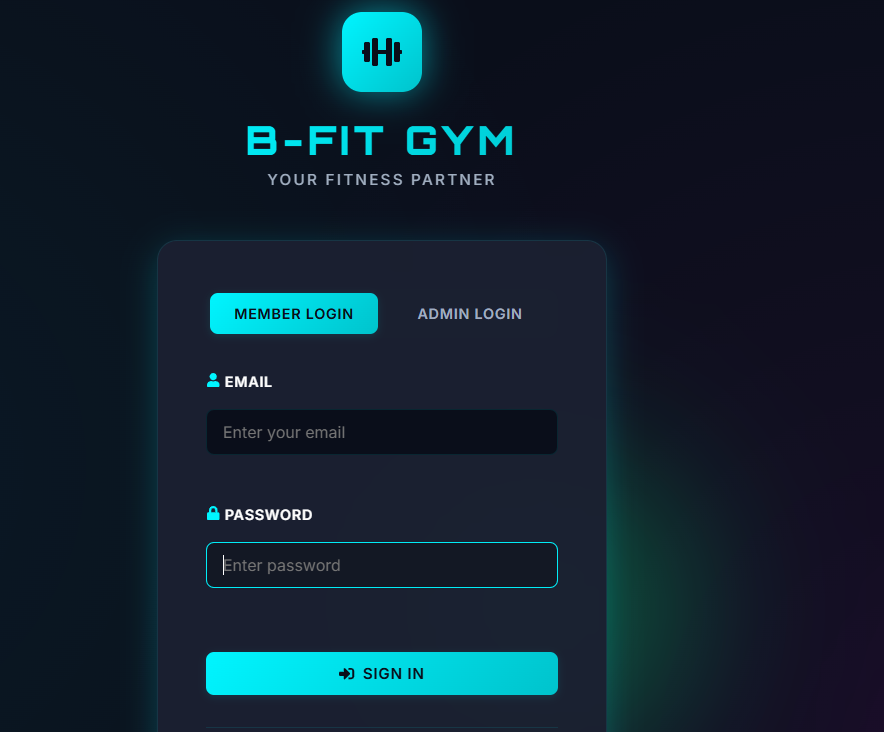 B-FIT GYM
YOUR FITNESS PARTNER
MEMBER LOGIN
ADMIN LOGIN
EMAIL
Enter your email
PASSWORD
Enter password
SIGN IN